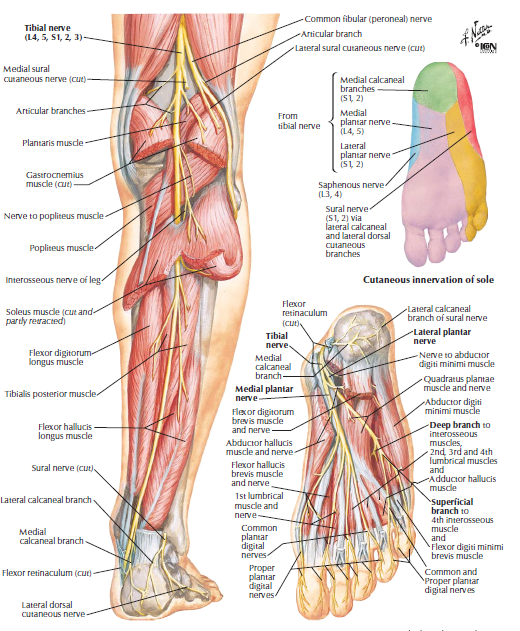 Tibial nerve
(L4, 5, S1, 2, 3)
Medial sural
cutaneous nerve (cut)
Articular branches
Plantaris muscle
Gastrocnemius
muscle (cut)
Nerve to popliteus muscle
Popliteus muscle
Interosseous nerve of leg
Soleus muscle (cut and
partly retracted)
Flexor digitorum
longus muscle
Tibialis posterior muscle
Flexor hallucis
longus muscle
Sural nerve (cut)
Lateral calcaneal branch
Medial
calcaneal branch
Flexor retinaculum (cut)
Lateral dorsal
cutaneous nerve
Common fibular (peroneal) nerve
Articular branch
Lateral sural cutaneous nerve (cut)
From
tibial nerve
Medial calcaneal
branches
(S1, 2)
Medial
plantar nerve
(L4, 5)
Lateral
plantar nerve
(S1, 2)
Saphenous nerve
(L3, 4)
Sural nerve
(S1, 2) via
lateral calcaneal
and lateral dorsal
cutaneous
branches
Cutaneous innervation of sole
Flexor
retinaculum
(cut)
Tibial
nerve
Medial
calcaneal
branch
Medial plantar
nerve
Flexor digitorum
brevis muscle
and nerve
Abductor hallucis
muscle and nerve
Flexor hallucis
brevis muscle
and nerve
1st lumbrical
muscle and
nerve
Common
plantar
digital
nerves
Proper
plantar
digital
nerves
Lateral calcaneal
branch of sural nerve
Lateral plantar
nerve
Nerve to abductor
digiti minimi muscle
Quadratus plantae
muscle and nerve
Abductor digiti
minimi muscle
Deep branch to
interosseous
muscles,
2nd, 3rd and 4th
lumbrical muscles
and
Adductor hallucis
muscle
Superficial
branch to
4th interosseous
muscle
and
Flexor digiti minimi
brevis muscle
Common and
Proper plantar
digital nerves